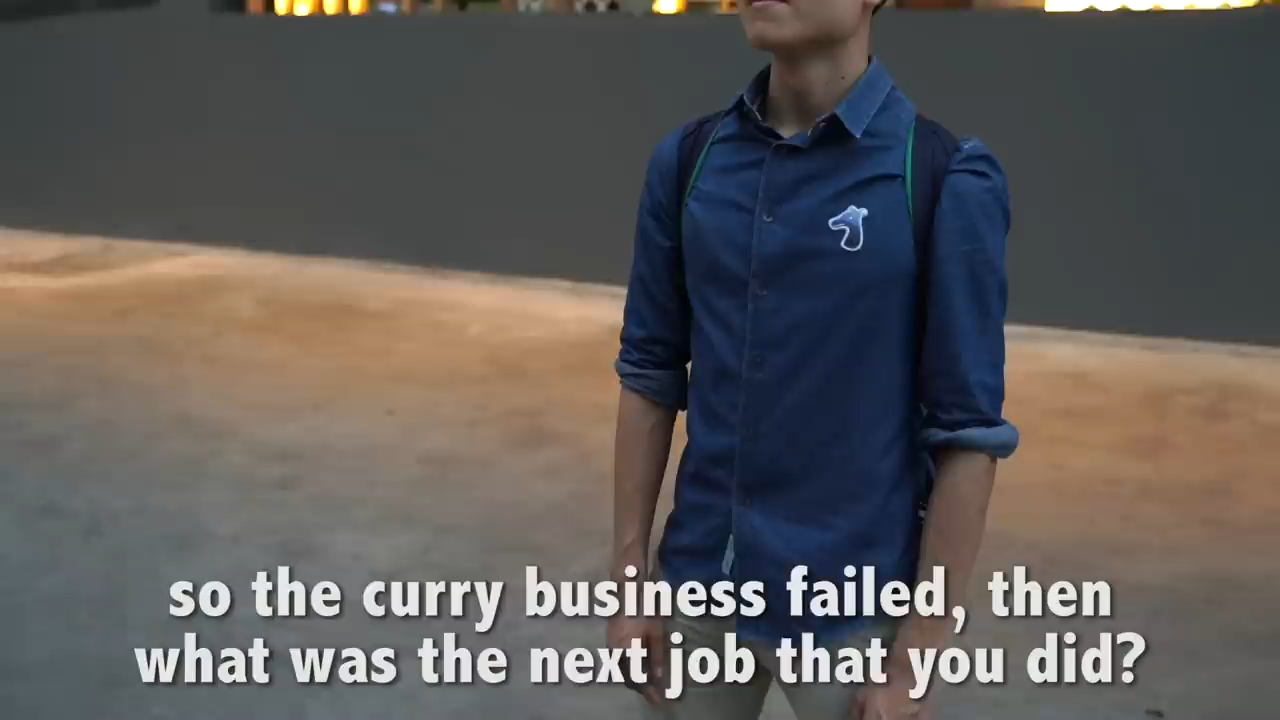 so the curry business failed, then
what was the next job that you did?